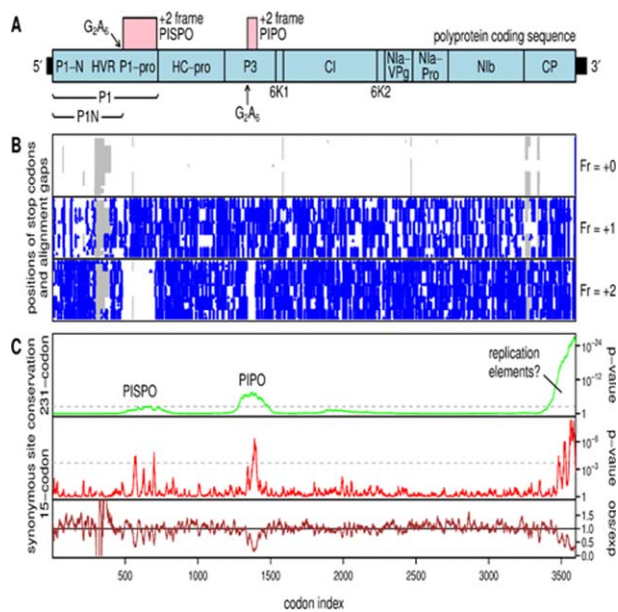 A
G₂A₆
+2 frame
PISPO
+2 frame
PIPO
polyprotein coding sequence
5′
P1−N HVR P1−pro HC−pro P3 CI NIa−VPg NIa−Pro NIb CP
3′
6K1
6K2
P1
P1N
G₂A₆
B
positions of stop codons
and alignment gaps
Fr = +0
Fr = +1
Fr = +2
C
synonymous site conservation
231−codon
PISPO
PIPO
replication
elements?
10⁻²⁴
10⁻¹²
1
p−value
15−codon
10⁻⁶
10⁻³
1
p−value
1.5
1.0
0.5
0.0
obs/exp
500 1000 1500 2000 2500 3000 3500
codon index